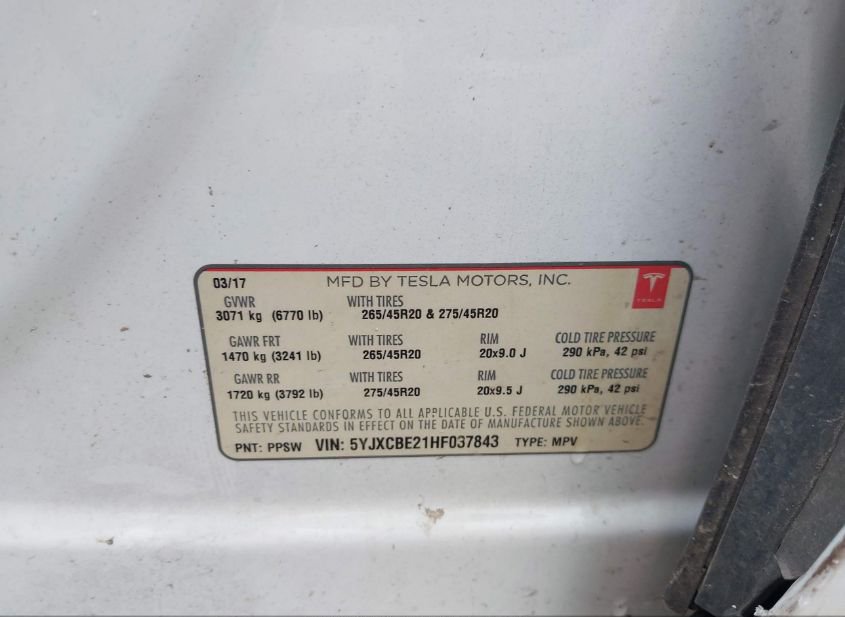 03/17 MFD BY TESLA MOTORS, INC.
TESLA
GVWR WITH TIRES
3071 kg (6770 lb) 265/45R20 & 275/45R20
GAWR FRT WITH TIRES RIM COLD TIRE PRESSURE
1470 kg (3241 lb) 265/45R20 20x9.0 J 290 kPa, 42 psi
GAWR RR WITH TIRES RIM COLD TIRE PRESSURE
1720 kg (3792 lb) 275/45R20 20x9.5 J 290 kPa, 42 psi
THIS VEHICLE CONFORMS TO ALL APPLICABLE U.S. FEDERAL MOTOR VEHICLE
SAFETY STANDARDS IN EFFECT ON THE DATE OF MANUFACTURE SHOWN ABOVE.
PNT: PPSW VIN: 5YJXCBE21HF037843 TYPE: MPV